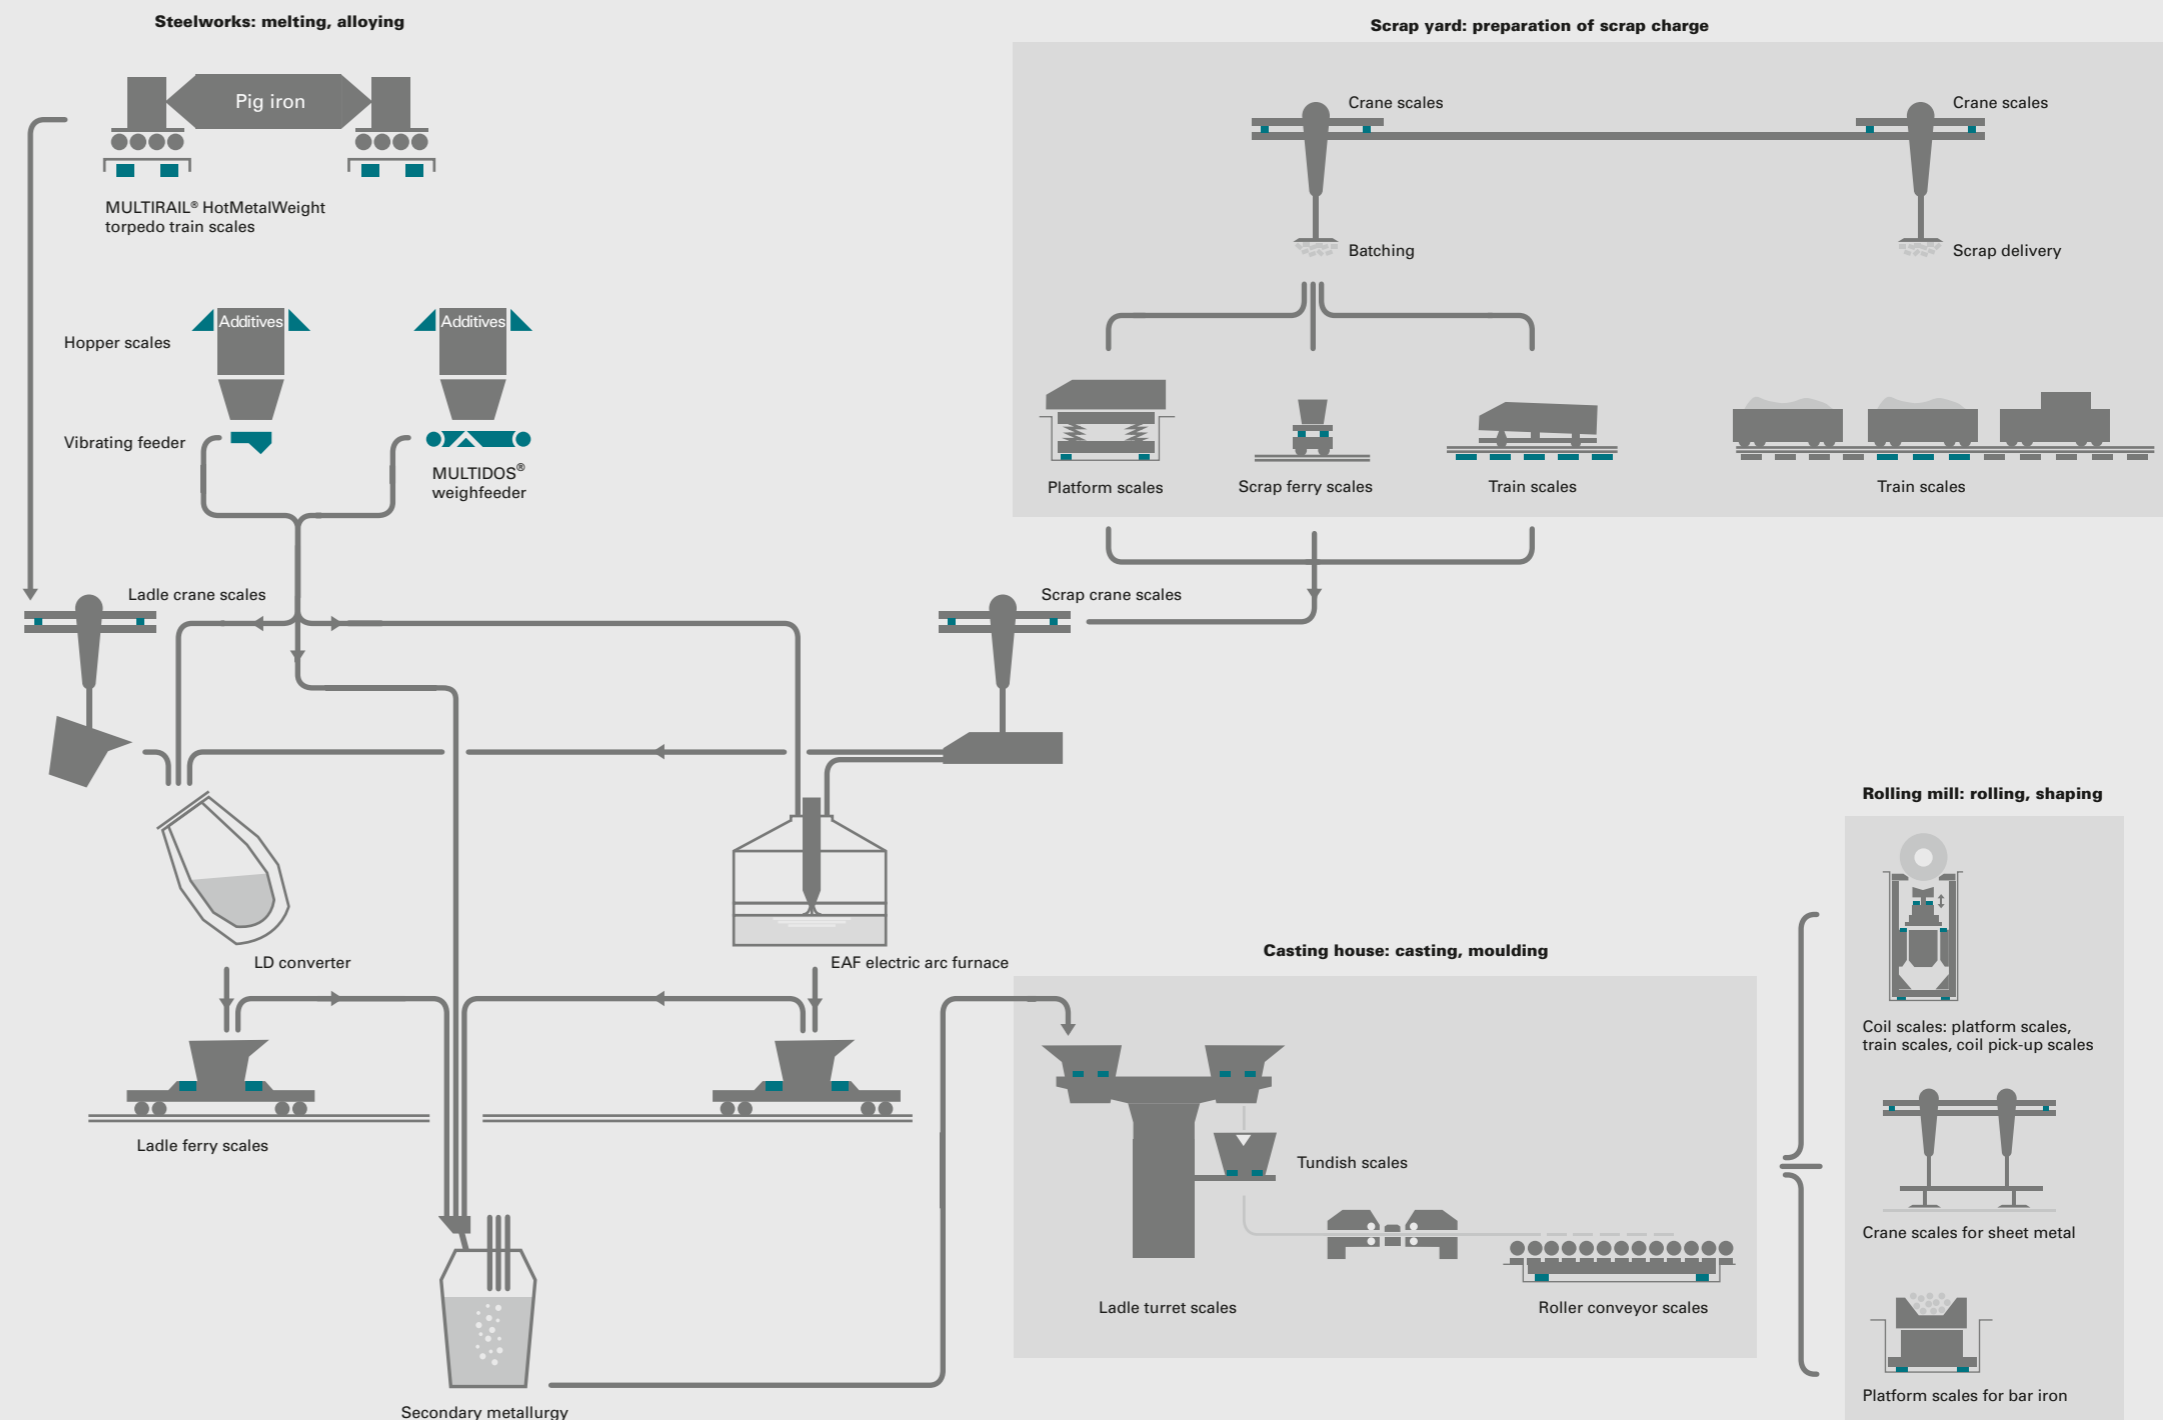 Steelworks: melting, alloying
Pig iron
MULTIRAIL® HotMetalWeight
torpedo train scales
Additives
Additives
Hopper scales
Vibrating feeder
MULTIDOS®
weighfeeder
Ladle crane scales
Scrap yard: preparation of scrap charge
Crane scales
Crane scales
Batching
Scrap delivery
Platform scales
Scrap ferry scales
Train scales
Train scales
Scrap crane scales
LD converter
EAF electric arc furnace
Ladle ferry scales
Secondary metallurgy
Casting house: casting, moulding
Tundish scales
Ladle turret scales
Roller conveyor scales
Rolling mill: rolling, shaping
Coil scales: platform scales,
train scales, coil pick-up scales
Crane scales for sheet metal
Platform scales for bar iron